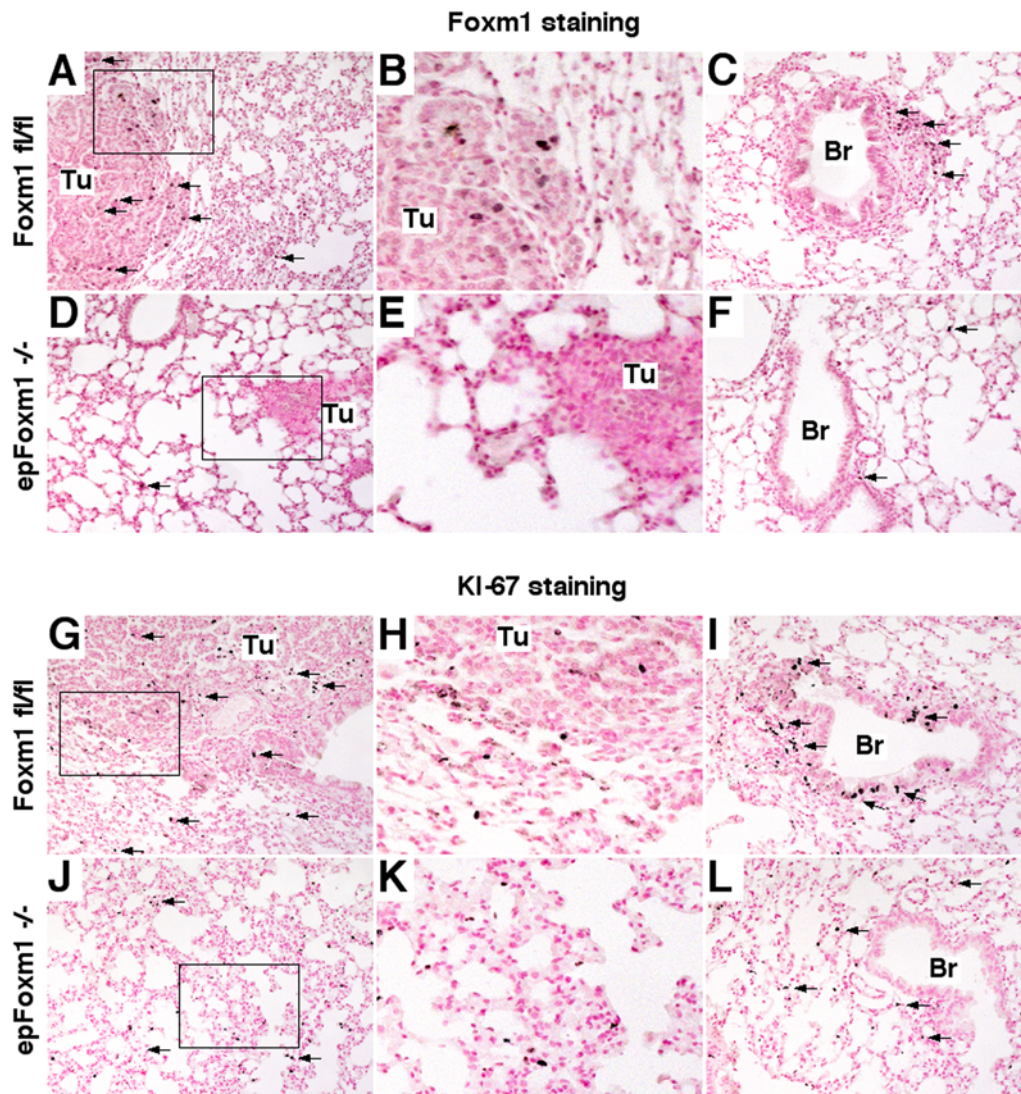 Foxm1 staining
A
B
C
Foxm1 fl/fl
Tu
Tu
Br
D
E
F
epFoxm1 -/-
Tu
Tu
Br
KI-67 staining
G
H
I
Foxm1 fl/fl
Tu
Tu
Br
J
K
L
epFoxm1 -/-
Br